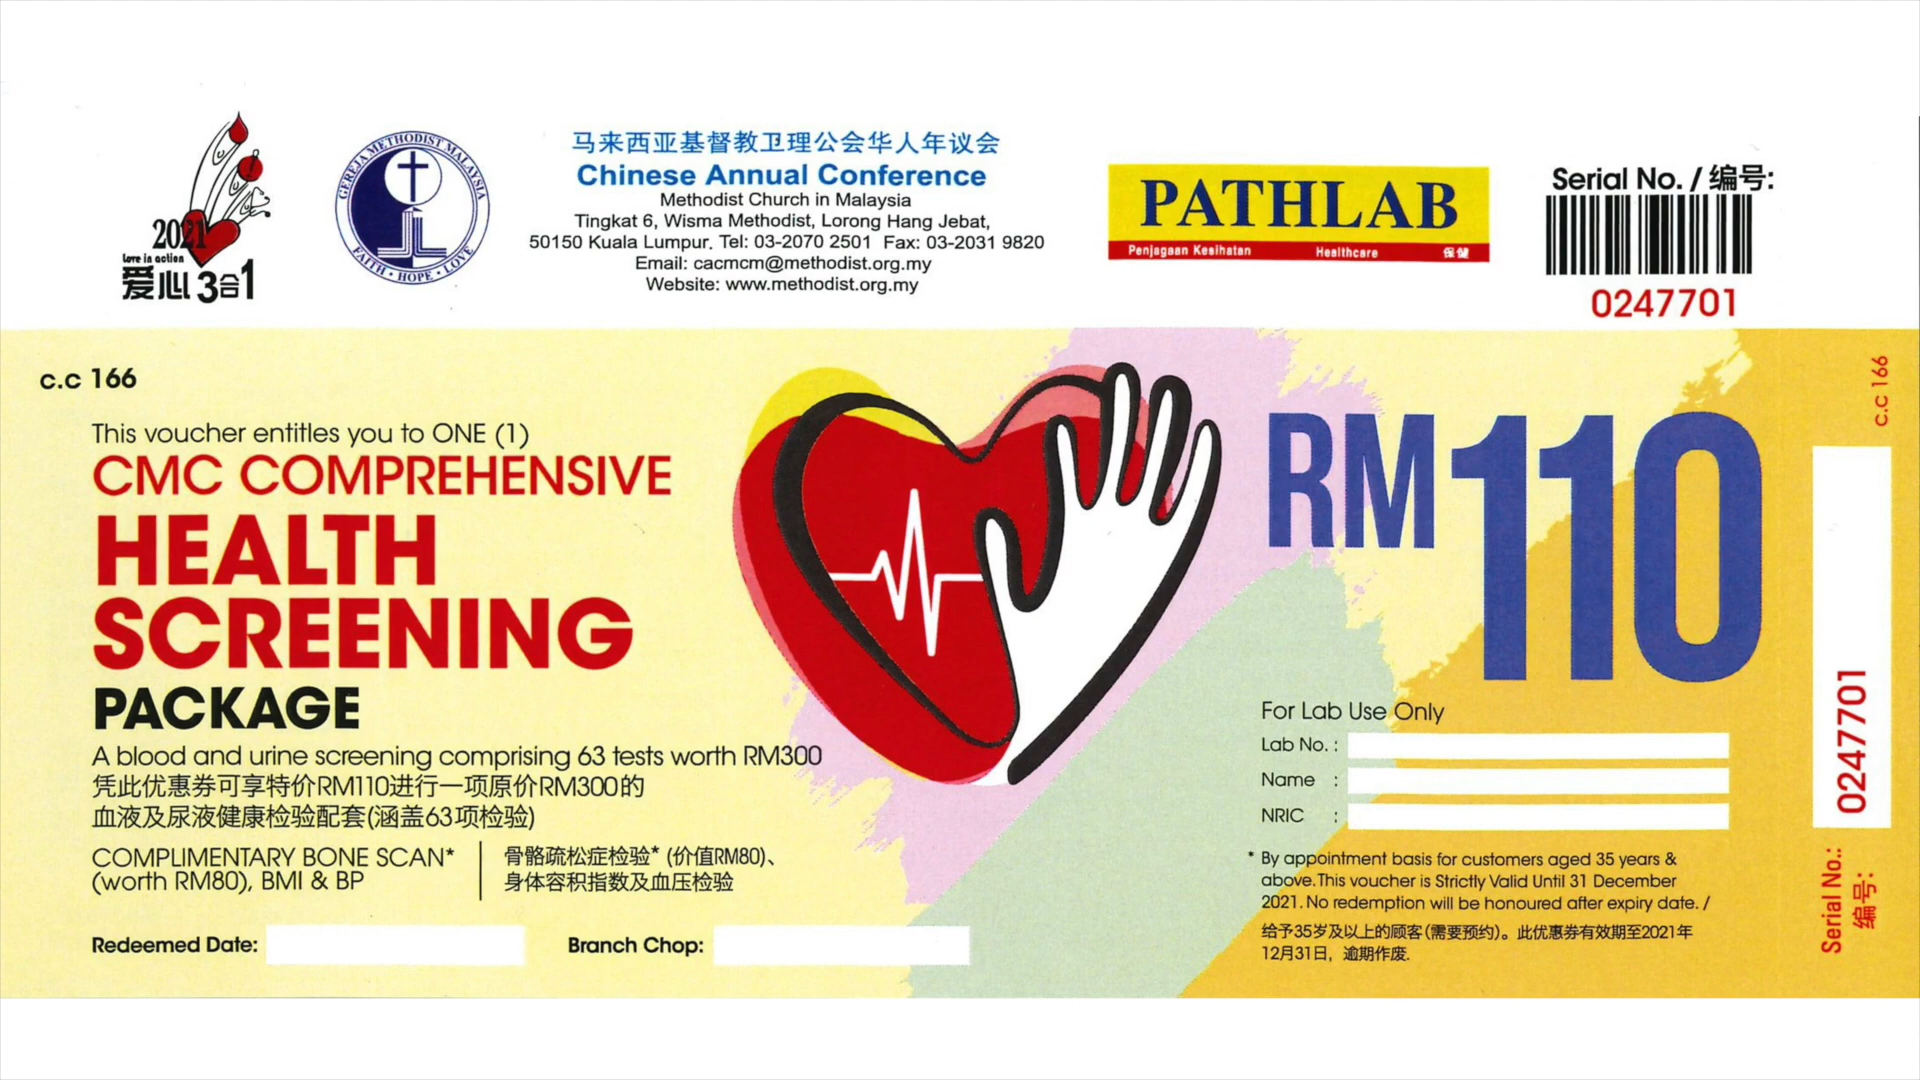 2021
Love in action
爱心 3合1
GEREJA METHODIST MALAYSIA
FAITH • HOPE • LOVE
马来西亚基督教卫理公会华人年议会
Chinese Annual Conference
Methodist Church in Malaysia
Tingkat 6, Wisma Methodist, Lorong Hang Jebat,
50150 Kuala Lumpur. Tel: 03-2070 2501 Fax: 03-2031 9820
Email: cacmcm@methodist.org.my
Website: www.methodist.org.my
PATHLAB
Penjagaan Kesihatan Healthcare 保健
Serial No. / 编号:
0247701
c.c 166
This voucher entitles you to ONE (1)
CMC COMPREHENSIVE
HEALTH
SCREENING
PACKAGE
A blood and urine screening comprising 63 tests worth RM300
凭此优惠券可享特价RM110进行一项原价RM300的
血液及尿液健康检验配套(涵盖63项检验)
COMPLIMENTARY BONE SCAN*
(worth RM80), BMI & BP
骨骼疏松症检验* (价值RM80)、
身体容积指数及血压检验
Redeemed Date:
Branch Chop:
RM110
For Lab Use Only
Lab No. :
Name :
NRIC :
* By appointment basis for customers aged 35 years &
above. This voucher is Strictly Valid Until 31 December
2021. No redemption will be honoured after expiry date. /
给予35岁及以上的顾客(需要预约)。此优惠券有效期至2021年
12月31日，逾期作废.
c.c 166
Serial No.: 0247701
编号: